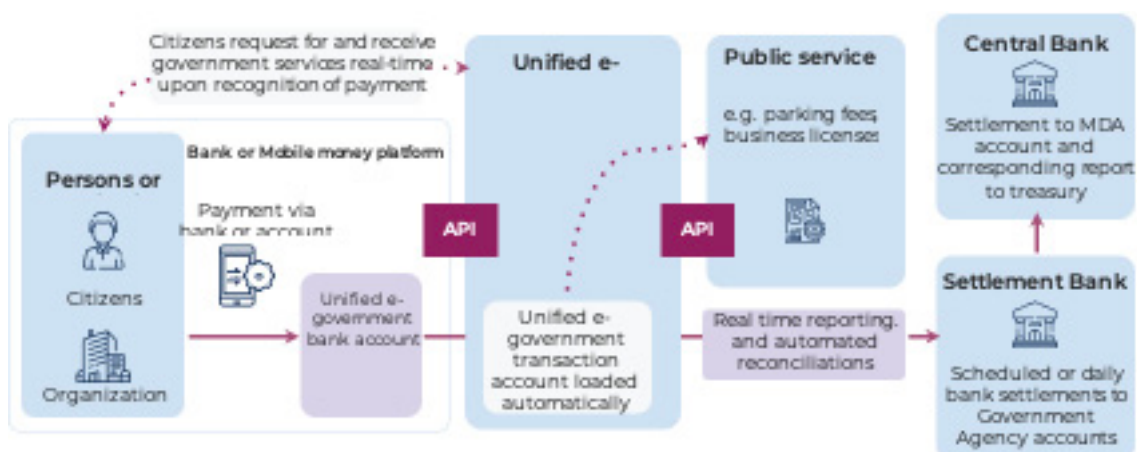 Citizens request for and receive
government services real-time
upon recognition of payment
Bank or Mobile money platform
Persons or
Citizens
Organization
Payment via
bank or account
Unified e-
government
bank account
API
Unified e-
Unified e-
government
transaction
account loaded
automatically
API
Public service
e.g. parking fees,
business licenses
Real time reporting,
and automated
reconciliations
Central Bank
Settlement to MDA
account and
corresponding report
to treasury
Settlement Bank
Scheduled or daily
bank settlements to
Government
Agency accounts